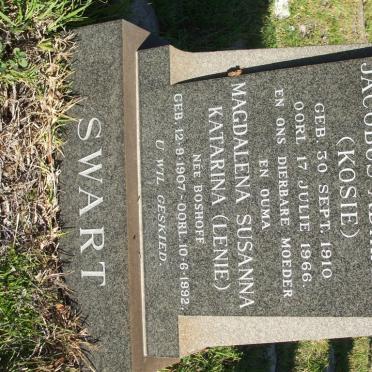 JACOBUS
(KOSIE)
GEB. 30 SEPT. 1910
OORL. 17 JULIE 1966
EN ONS DIERBARE MOEDER
EN OUMA
MAGDALENA SUSANNA
KATARINA (LENIE)
NEE BOSHOFF
GEB. 12·9·1907 - OORL. 10·6·1992.
U WIL GESKIED.
SWART